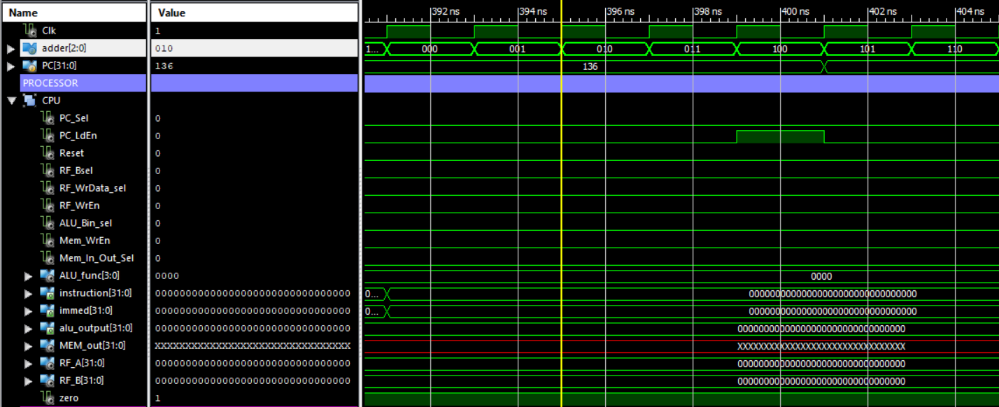 Name Value 392 ns 394 ns 396 ns 398 ns 400 ns 402 ns 404 ns
Clk 1
adder[2:0] 010 1... 000 001 010 011 100 101 110
PC[31:0] 136 136
PROCESSOR
CPU
PC_Sel 0
PC_LdEn 0
Reset 0
RF_Bsel 0
RF_WrData_sel 0
RF_WrEn 0
ALU_Bin_sel 0
Mem_WrEn 0
Mem_In_Out_Sel 0
ALU_func[3:0] 0000 0000
instruction[31:0] 00000000000000000000000000000000 0... 00000000000000000000000000000000
immed[31:0] 00000000000000000000000000000000 0... 00000000000000000000000000000000
alu_output[31:0] 00000000000000000000000000000000 00000000000000000000000000000000
MEM_out[31:0] XXXXXXXXXXXXXXXXXXXXXXXXXXXXXXXX XXXXXXXXXXXXXXXXXXXXXXXXXXXXXXXX
RF_A[31:0] 00000000000000000000000000000000 00000000000000000000000000000000
RF_B[31:0] 00000000000000000000000000000000 00000000000000000000000000000000
zero 1